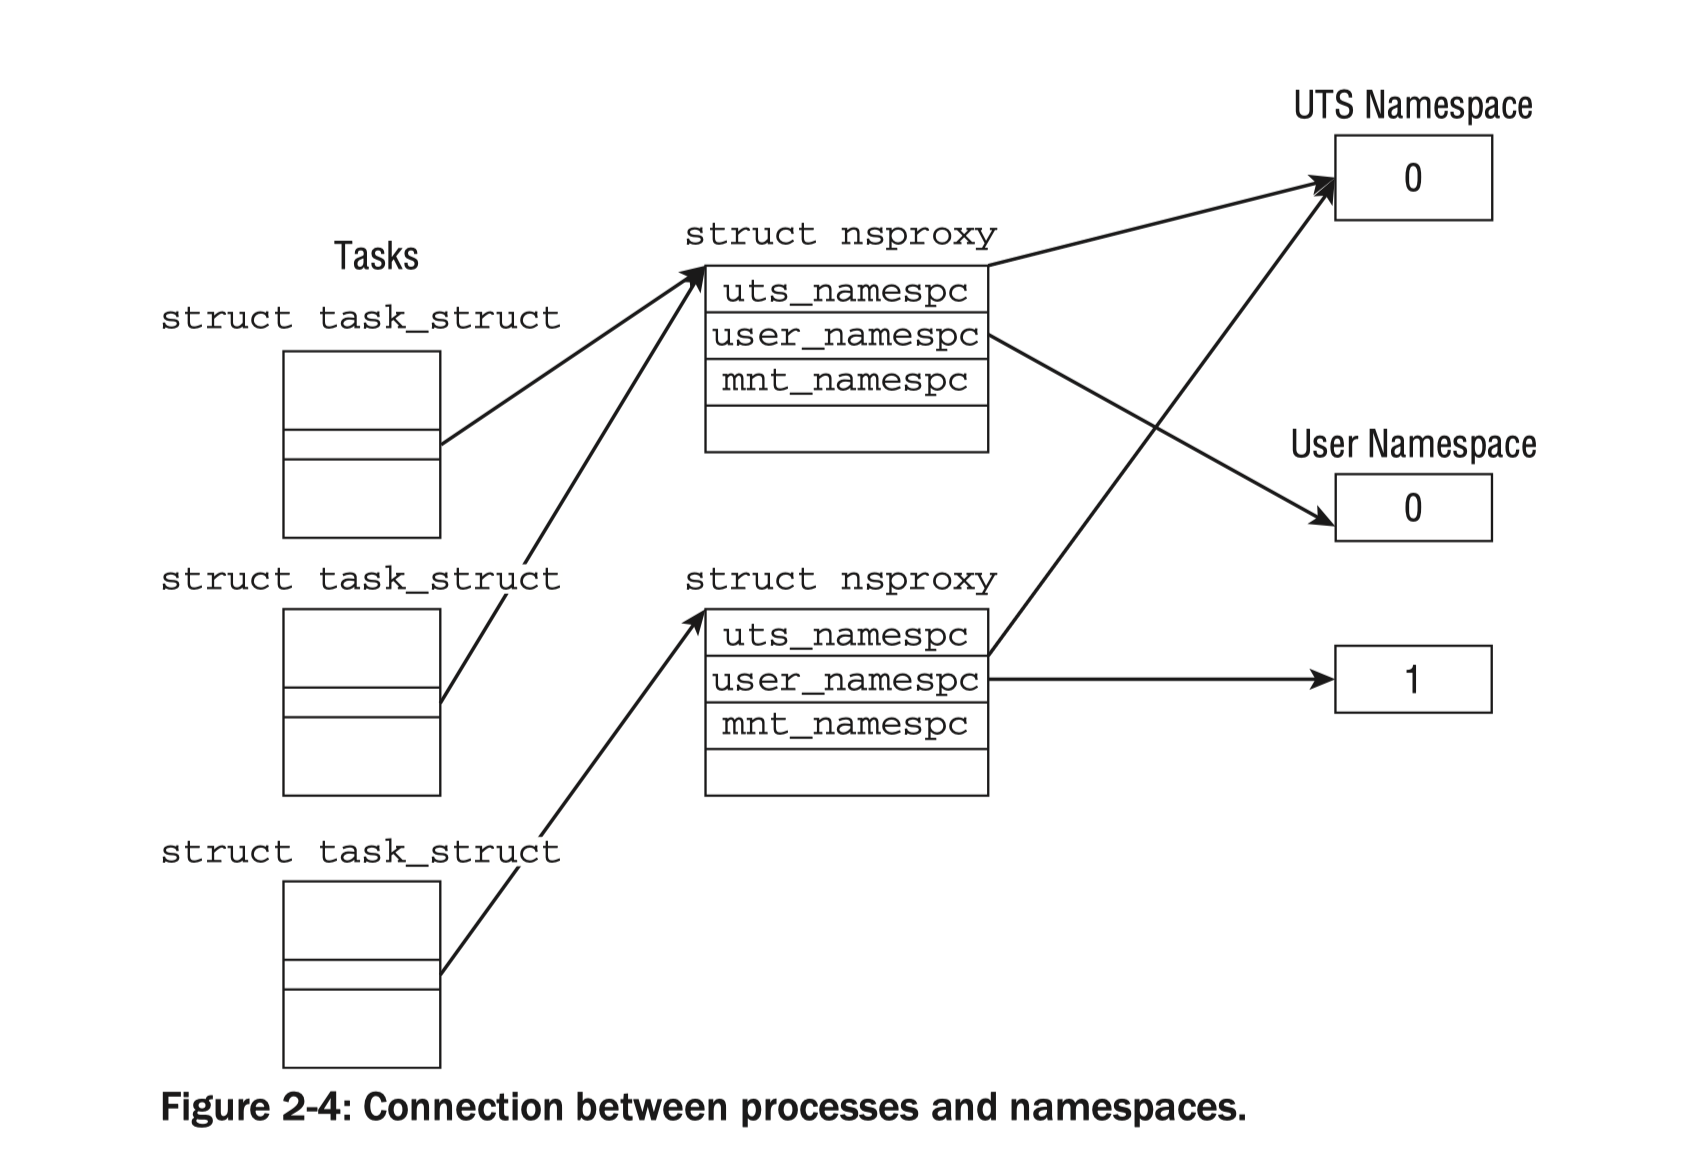 UTS Namespace
0
struct nsproxy
Tasks
uts_namespc
struct task_struct
user_namespc
mnt_namespc
User Namespace
0
struct task_struct
struct nsproxy
uts_namespc
user_namespc
1
mnt_namespc
struct task_struct
Figure 2-4: Connection between processes and namespaces.